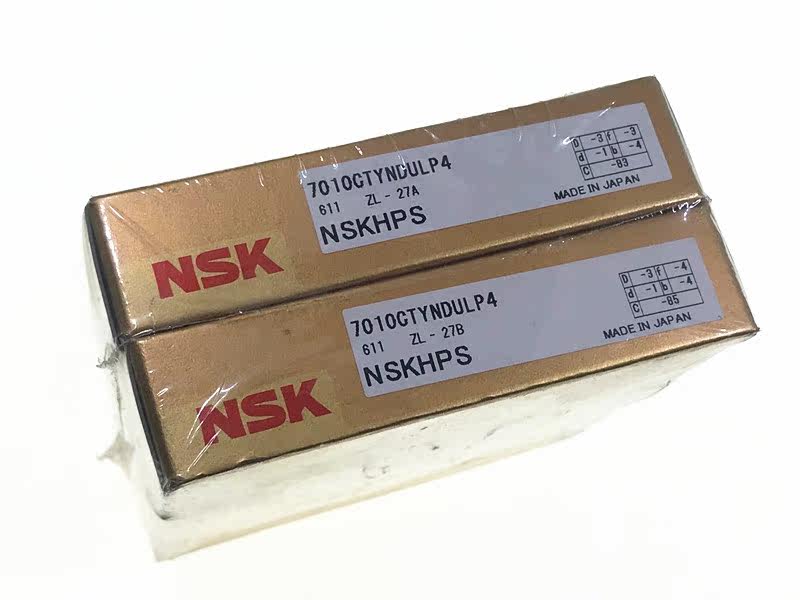 7010CTYNDULP4
611 ZL-27A
NSKHPS
D -3 f -3
d -1 b -4
C -83
MADE IN JAPAN
NSK
7010CTYNDULP4
611 ZL-27B
NSKHPS
D -3 f -4
d -1 b -4
C -85
MADE IN JAPAN
NSK